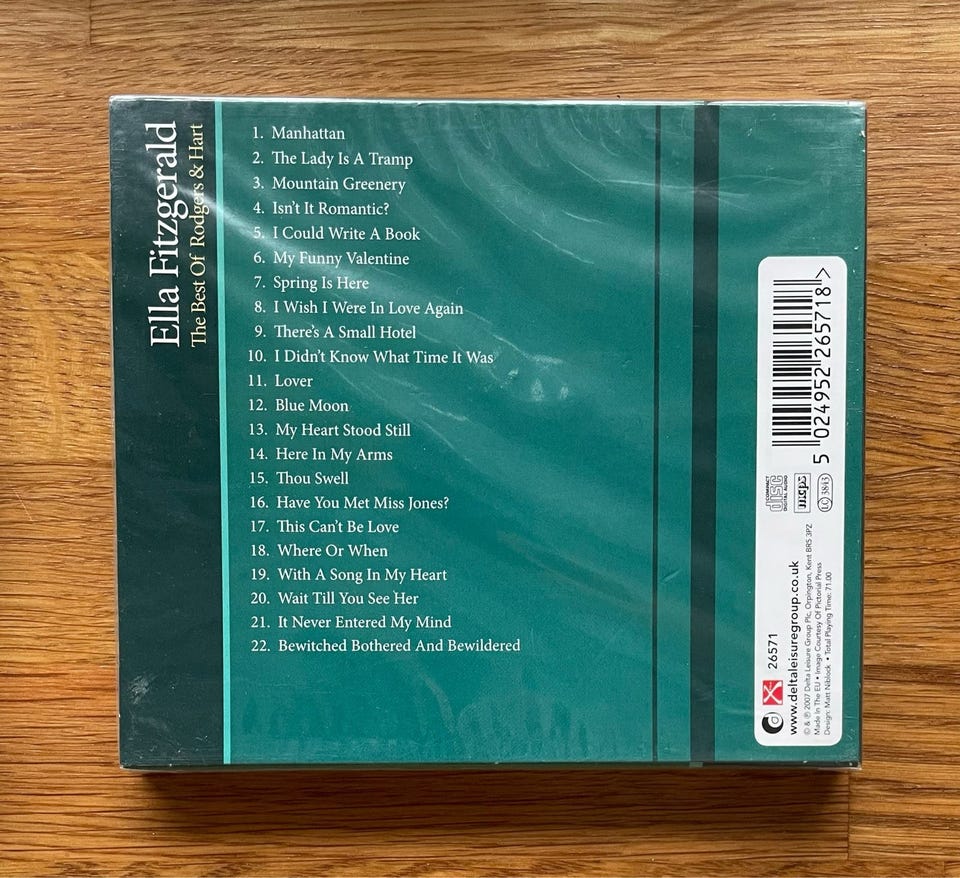 Ella Fitzgerald
The Best Of Rodgers & Hart
1. Manhattan
2. The Lady Is A Tramp
3. Mountain Greenery
4. Isn't It Romantic?
5. I Could Write A Book
6. My Funny Valentine
7. Spring Is Here
8. I Wish I Were In Love Again
9. There's A Small Hotel
10. I Didn't Know What Time It Was
11. Lover
12. Blue Moon
13. My Heart Stood Still
14. Here In My Arms
15. Thou Swell
16. Have You Met Miss Jones?
17. This Can't Be Love
18. Where Or When
19. With A Song In My Heart
20. Wait Till You See Her
21. It Never Entered My Mind
22. Bewitched Bothered And Bewildered
26571
www.deltaleisuregroup.co.uk
© & ℗ 2007 Delta Leisure Group Plc, Orpington, Kent BR5 3PZ
Made In The EU • Image Courtesy Of Pictorial Press
Design: Matt Niblock • Total Playing Time: 71.00
COMPACT
disc
DIGITAL AUDIO
mcps
LC 3843
5 024952 265718 >